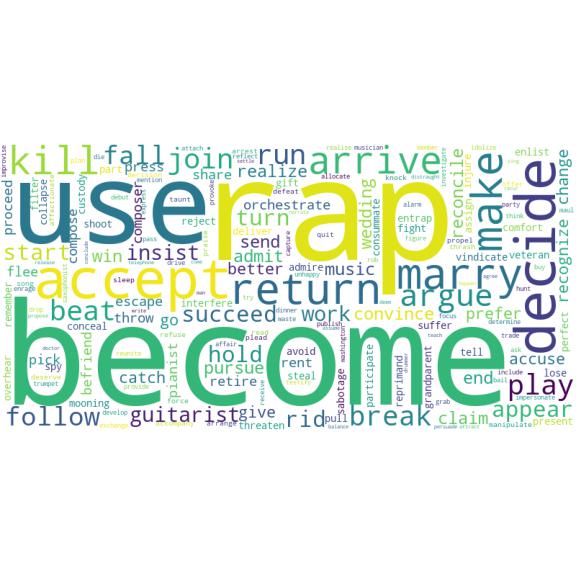 kill
fall
join
run
arrive
use
rap
decide
make
accept
return
marry
argue
become
play
follow
guitarist
break
appear
rid
claim
start
win
press
part
share
realize
turn
send
admit
insist
orchestrate
gift
wedding
reconcile
enlist
recognize
change
proceed
filter
collapse
custody
compose
composer
shoot
reject
deliver
better
admire
music
entrap
fight
consummate
assign
injure
vindicate
comfort
veteran
flee
beat
escape
throw
go
conceal
interfere
succeed
work
convince
prefer
suffer
hold
pursue
retire
avoid
rent
steal
catch
pick
spy
befriend
pianist
mooning
overhear
remember
give
threaten
sabotage
participate
reprimand
grandparent
tell
end
accuse
lose
trade
perfect
present
manipulate
impersonate
trumpet
doctor
develop
provide
accompany
arrange
force
receive
affair
plead
dinner
publish
washington
determine
focus
include
bail
grab
teach
persuade
attract
pull
balance
exchange
write
sleep
song
drop
enrage
improvise
plan
die
debut
attach
mention
taunt
provoke
arrest
reflect
settle
allocate
musician
distraught
alarm
figure
quit
defeat
capture
propel
investigate
party
idolize
think
ask
buy
hunt
maul
knock
praise
pass
drive
express
try
read
waste
reunite